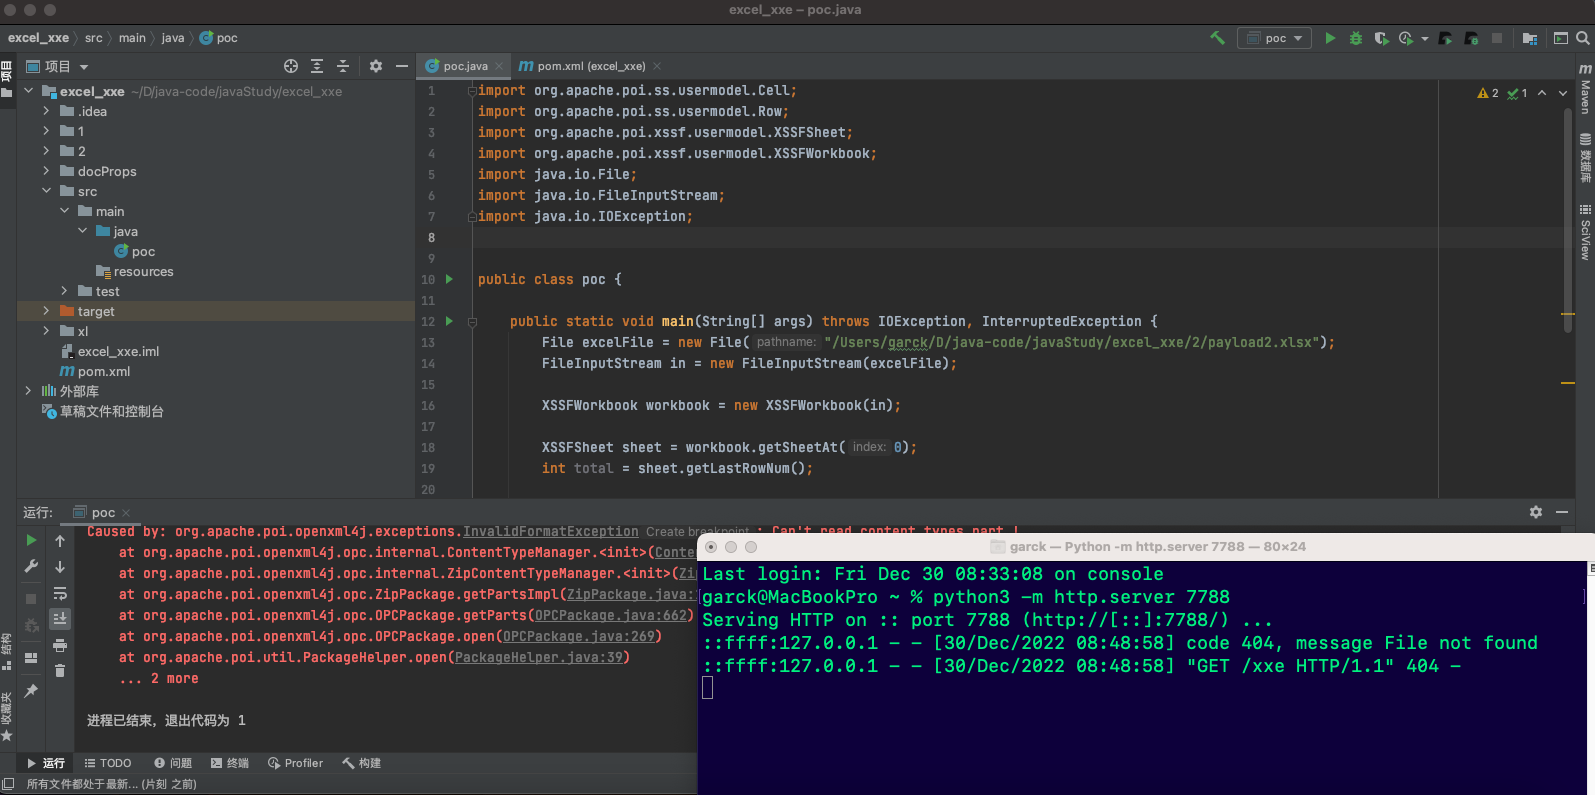 excel_xxe – poc.java
excel_xxe 〉 src 〉 main 〉 java 〉 poc
poc
项目
poc.java
pom.xml (excel_xxe)
项目
excel_xxe ~/D/java-code/javaStudy/excel_xxe
.idea
1
2
docProps
src
main
java
poc
resources
test
target
xl
excel_xxe.iml
pom.xml
外部库
草稿文件和控制台
2 1
1 import org.apache.poi.ss.usermodel.Cell;
2 import org.apache.poi.ss.usermodel.Row;
3 import org.apache.poi.xssf.usermodel.XSSFSheet;
4 import org.apache.poi.xssf.usermodel.XSSFWorkbook;
5 import java.io.File;
6 import java.io.FileInputStream;
7 import java.io.IOException;
8
9
10 public class poc {
11
12 public static void main(String[] args) throws IOException, InterruptedException {
13 File excelFile = new File( pathname: "/Users/garck/D/java-code/javaStudy/excel_xxe/2/payload2.xlsx");
14 FileInputStream in = new FileInputStream(excelFile);
15
16 XSSFWorkbook workbook = new XSSFWorkbook(in);
17
18 XSSFSheet sheet = workbook.getSheetAt( index: 0);
19 int total = sheet.getLastRowNum();
20
m Maven
数据库
SciView
运行: poc
Caused by: org.apache.poi.openxml4j.exceptions.InvalidFormatException Create breakpoint : Can't read content types part !
at org.apache.poi.openxml4j.opc.internal.ContentTypeManager.<init>(Conten
at org.apache.poi.openxml4j.opc.internal.ZipContentTypeManager.<init>(Zi
at org.apache.poi.openxml4j.opc.ZipPackage.getPartsImpl(ZipPackage.java:
at org.apache.poi.openxml4j.opc.OPCPackage.getParts(OPCPackage.java:662)
at org.apache.poi.openxml4j.opc.OPCPackage.open(OPCPackage.java:269)
at org.apache.poi.util.PackageHelper.open(PackageHelper.java:39)
... 2 more
进程已结束，退出代码为 1
结构
收藏夹
garck — Python -m http.server 7788 — 80×24
Last login: Fri Dec 30 08:33:08 on console
[garck@MacBookPro ~ % python3 -m http.server 7788 ]
Serving HTTP on :: port 7788 (http://[::]:7788/) ...
::ffff:127.0.0.1 - - [30/Dec/2022 08:48:58] code 404, message File not found
::ffff:127.0.0.1 - - [30/Dec/2022 08:48:58] "GET /xxe HTTP/1.1" 404 -
运行 TODO 问题 终端 Profiler 构建
所有文件都处于最新... (片刻 之前)